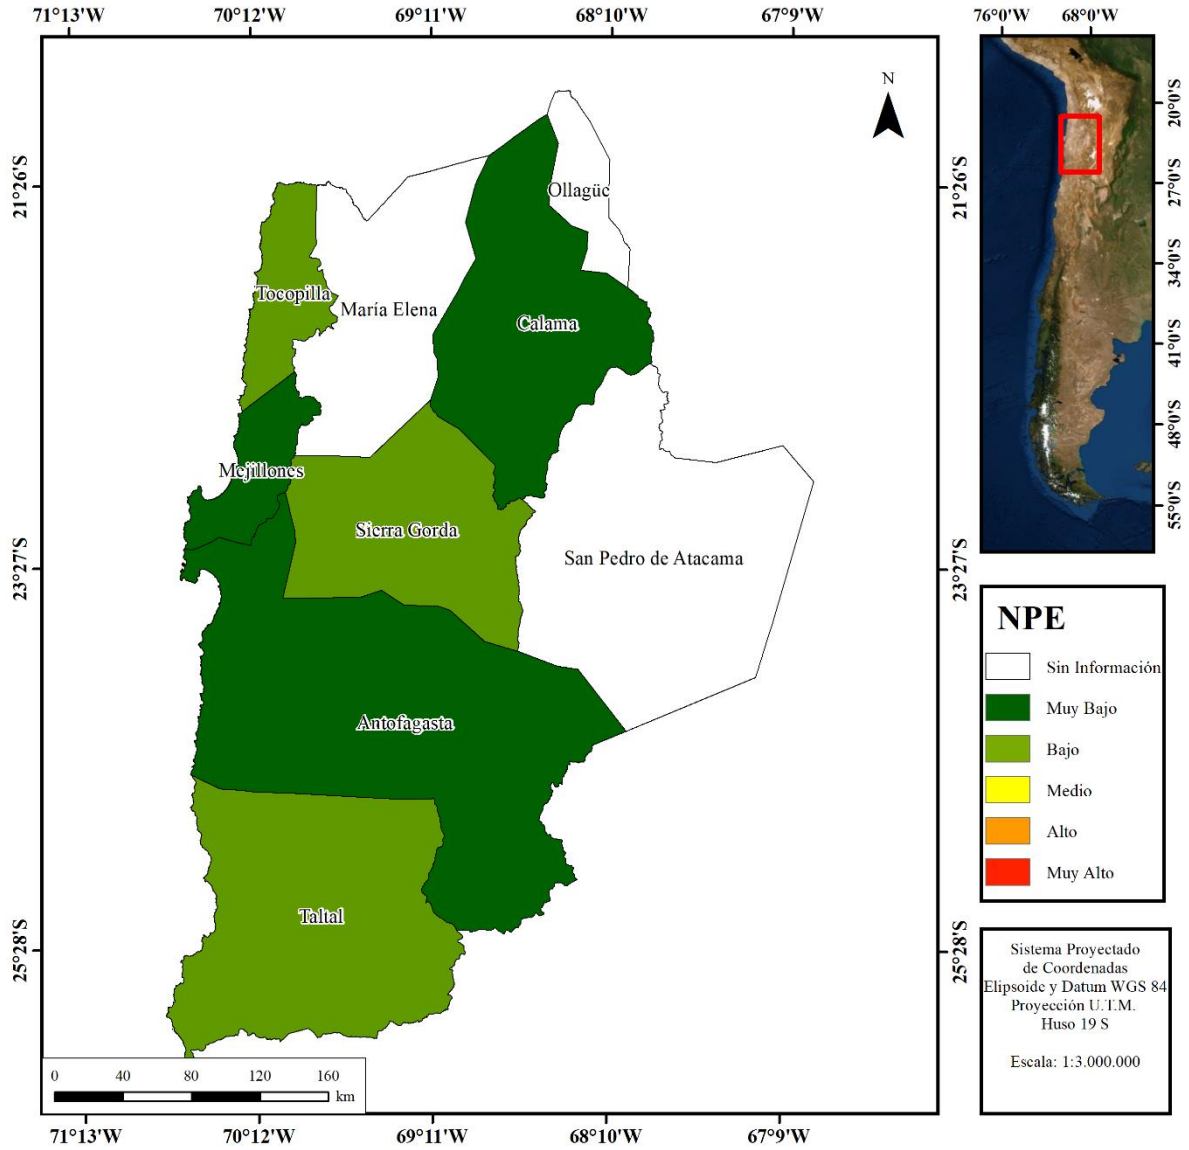 71°13'W 70°12'W 69°11'W 68°10'W 67°9'W
76°0'W 68°0'W
N
20°0'S
27°0'S
34°0'S
41°0'S
48°0'S
55°0'S
21°26'S
21°26'S
Ollagüe
Tocopilla
María Elena
Calama
Mejillones
Sierra Gorda
San Pedro de Atacama
23°27'S
23°27'S
Antofagasta
Taltal
25°28'S
25°28'S
NPE
Sin Información
Muy Bajo
Bajo
Medio
Alto
Muy Alto
Sistema Proyectado
de Coordenadas
Elipsoide y Datum WGS 84
Proyección U.T.M.
Huso 19 S
Escala: 1:3.000.000
0 40 80 120 160
km
71°13'W 70°12'W 69°11'W 68°10'W 67°9'W